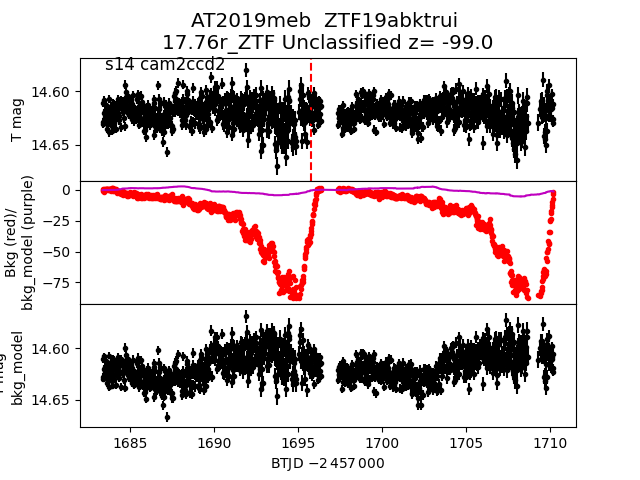 AT2019meb  ZTF19abktrui
17.76r_ZTF Unclassified z= -99.0
s14 cam2ccd2
14.60
14.65
T mag
0
−25
−50
−75
Bkg (red)/
bkg_model (purple)
14.60
14.65
mag
bkg_model
1685
1690
1695
1700
1705
1710
BTJD −2 457 000